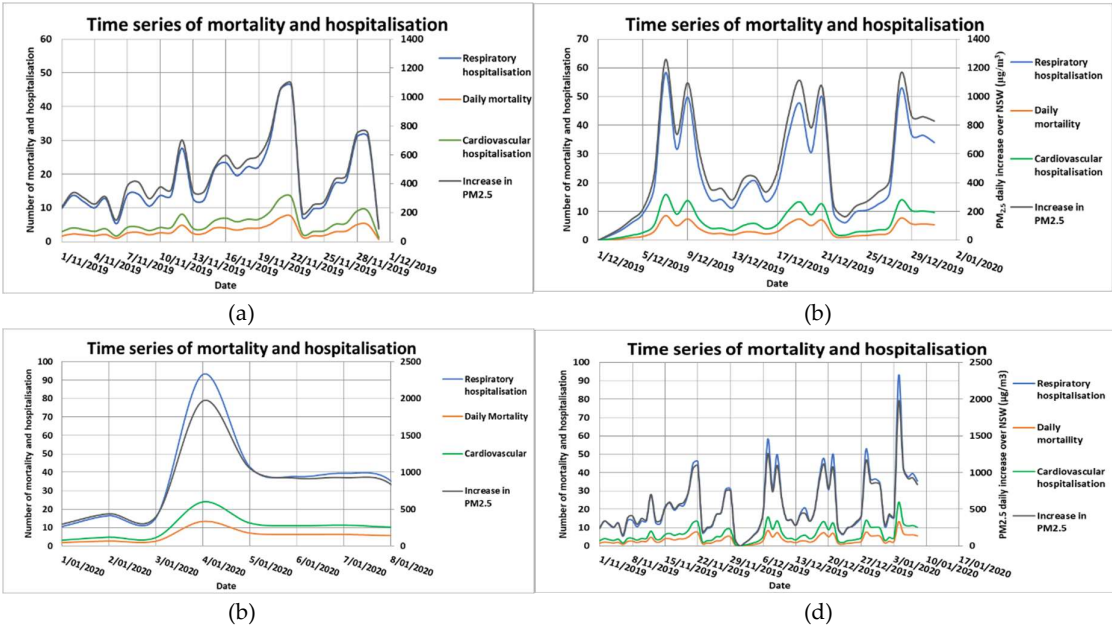 Time series of mortality and hospitalisation
60
50
40
30
20
10
0
1400
1200
1000
800
600
400
200
0
Number of mortality and hospitalisation
1/11/2019
4/11/2019
7/11/2019
10/11/2019
13/11/2019
16/11/2019
19/11/2019
22/11/2019
25/11/2019
28/11/2019
1/12/2019
Date
Respiratory
hospitalisation
Daily mortality
Cardiovascular
hospitalisation
Increase in
PM2.5
(a)
Time series of mortality and hospitalisation
70
60
50
40
30
20
10
0
1400
1200
1000
800
600
400
200
0
Number of mortality and hospitalisation
PM2.5 daily increase over NSW (µg/m³)
1/12/2019
5/12/2019
9/12/2019
13/12/2019
17/12/2019
21/12/2019
25/12/2019
29/12/2019
2/01/2020
Date
Respiratory
hospitalisation
Daily
mortaility
Cardiovascular
hospitalisation
Increase in
PM2.5
(b)
Time series of mortality and hospitalisation
100
90
80
70
60
50
40
30
20
10
0
2500
2000
1500
1000
500
0
Number of mortality and hospitalisation
1/01/2020
2/01/2020
3/01/2020
4/01/2020
5/01/2020
6/01/2020
7/01/2020
8/01/2020
Date
Respiratory
hospitalisation
Daily Mortality
Cardiovascular
Increase in
PM2.5
(b)
Time series of mortality and hospitalisation
100
90
80
70
60
50
40
30
20
10
0
2500
2000
1500
1000
500
0
Number of mortality and hospitalisation
PM2.5 daily increase over NSW (µg/m3)
1/11/2019
8/11/2019
15/11/2019
22/11/2019
29/11/2019
6/12/2019
13/12/2019
20/12/2019
27/12/2019
3/01/2020
10/01/2020
17/01/2020
Date
Respiratory
hospitalisation
Daily
mortaility
Cardiovascular
hospitalisation
Increase in
PM2.5
(d)